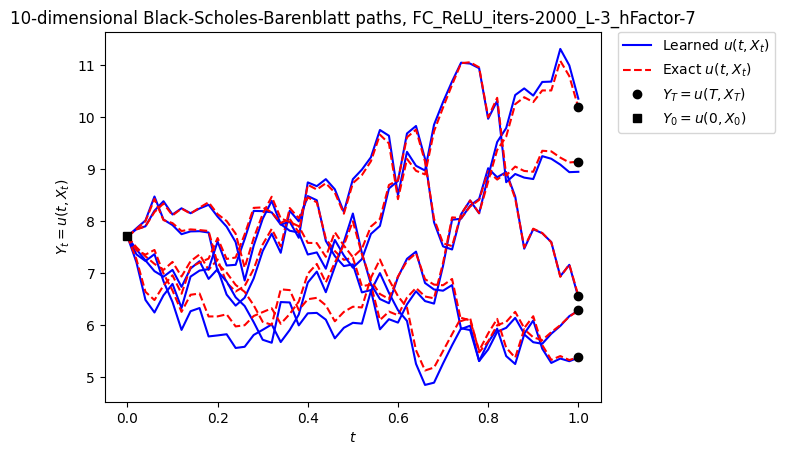 10-dimensional Black-Scholes-Barenblatt paths, FC_ReLU_iters-2000_L-3_hFactor-7
Learned u(t, X_t)
Exact u(t, X_t)
Y_T = u(T, X_T)
Y_0 = u(0, X_0)
Y_t = u(t, X_t)
11
10
9
8
7
6
5
0.0 0.2 0.4 0.6 0.8 1.0
t